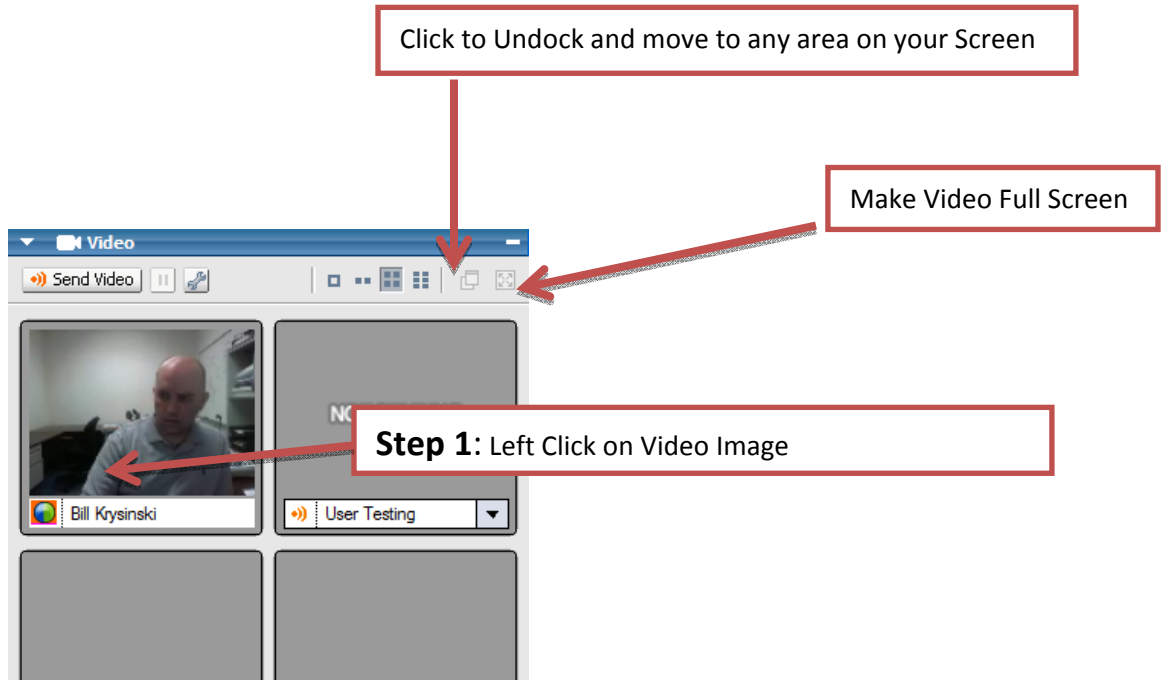 Click to Undock and move to any area on your Screen
Make Video Full Screen
Video
Send Video
Step 1: Left Click on Video Image
Bill Krysinski
User Testing